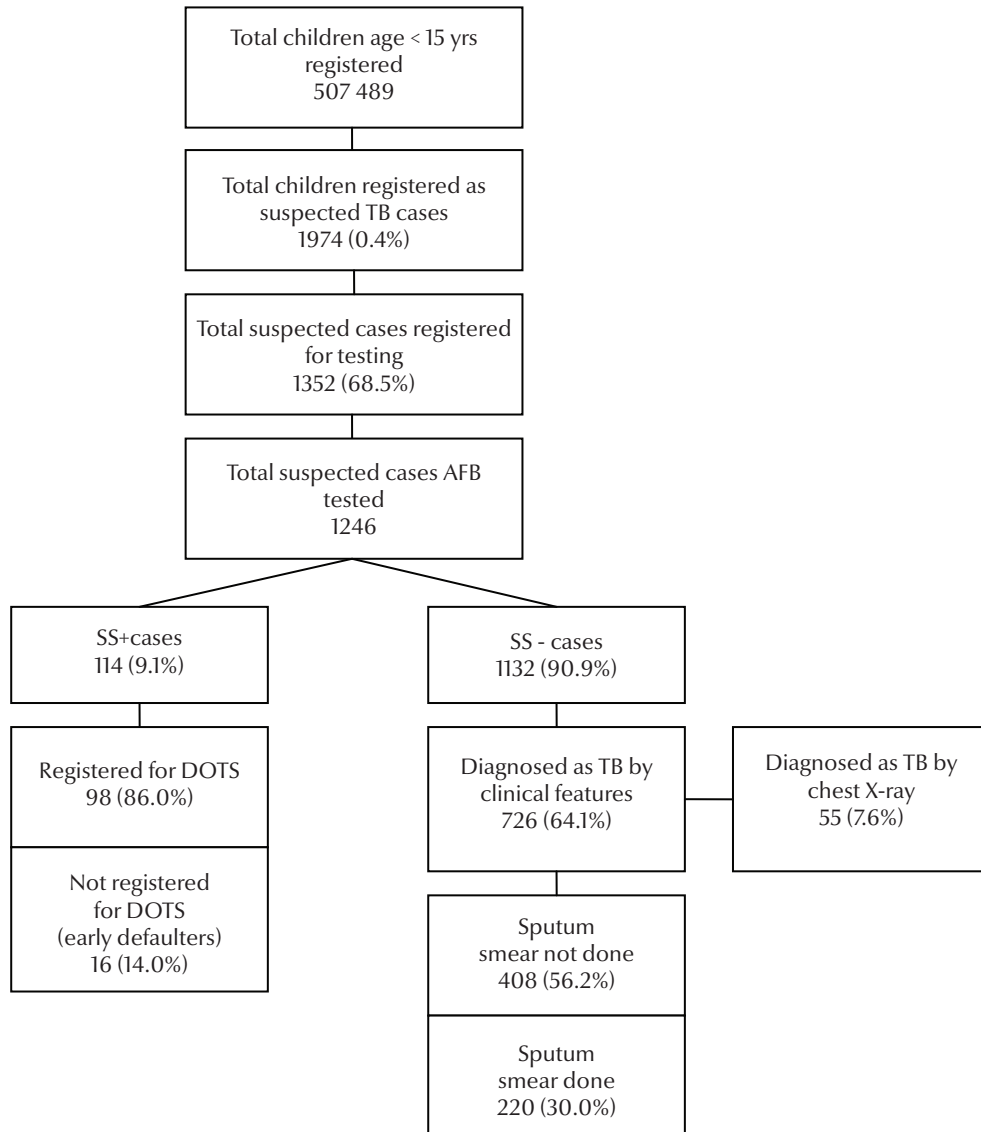 Total children age < 15 yrs
registered
507 489
Total children registered as
suspected TB cases
1974 (0.4%)
Total suspected cases registered
for testing
1352 (68.5%)
Total suspected cases AFB
tested
1246
SS+cases
114 (9.1%)
SS - cases
1132 (90.9%)
Registered for DOTS
98 (86.0%)
Not registered
for DOTS
(early defaulters)
16 (14.0%)
Diagnosed as TB by
clinical features
726 (64.1%)
Diagnosed as TB by
chest X-ray
55 (7.6%)
Sputum
smear not done
408 (56.2%)
Sputum
smear done
220 (30.0%)